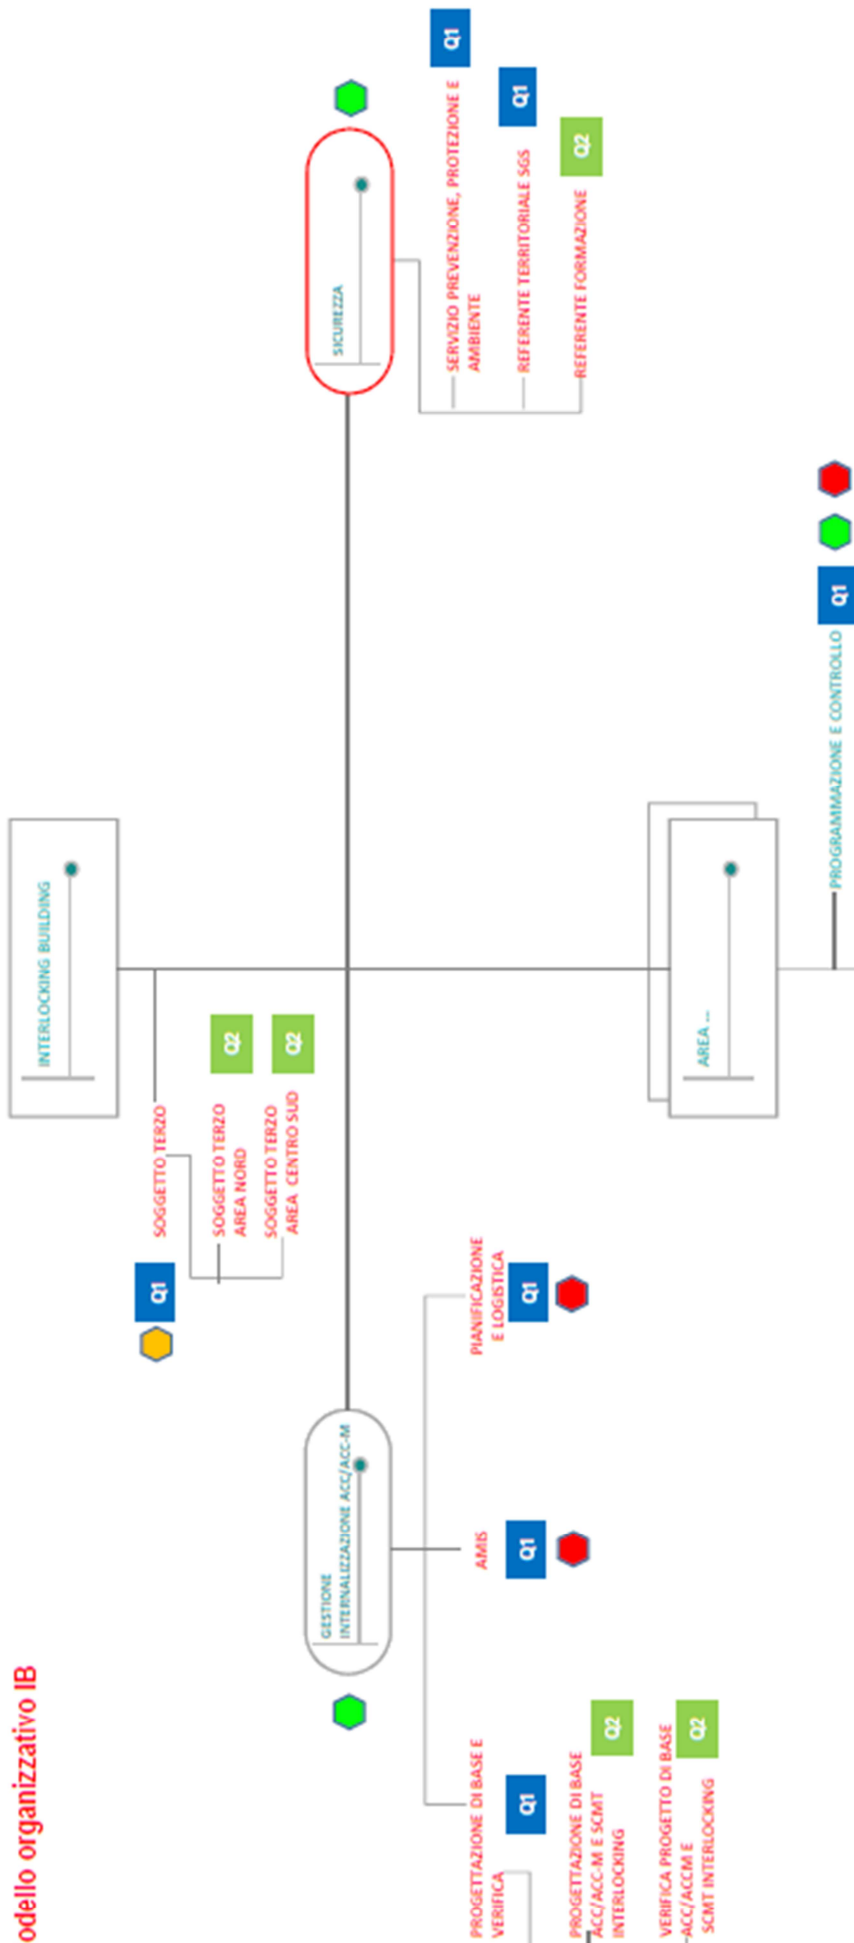 odello organizzativo IB
INTERLOCKING BUILDING
Q1
SOGGETTO TERZO
SOGGETTO TERZO
AREA NORD
Q2
SOGGETTO TERZO
AREA CENTRO SUD
Q2
GESTIONE
INTERNALIZZAZIONE ACC/ACC-M
SICUREZZA
PROGETTAZIONE DI BASE E
VERIFICA
Q1
PROGETTAZIONE DI BASE
ACC/ACC-M E SCMT
INTERLOCKING
Q2
VERIFICA PROGETTO DI BASE
ACC/ACCM E
SCMT INTERLOCKING
Q2
AMIS
Q1
PIANIFICAZIONE
E LOGISTICA
Q1
SERVIZIO PREVENZIONE, PROTEZIONE E
AMBIENTE
Q1
REFERENTE TERRITORIALE SGS
Q1
REFERENTE FORMAZIONE
Q2
AREA ...
PROGRAMMAZIONE E CONTROLLO
Q1